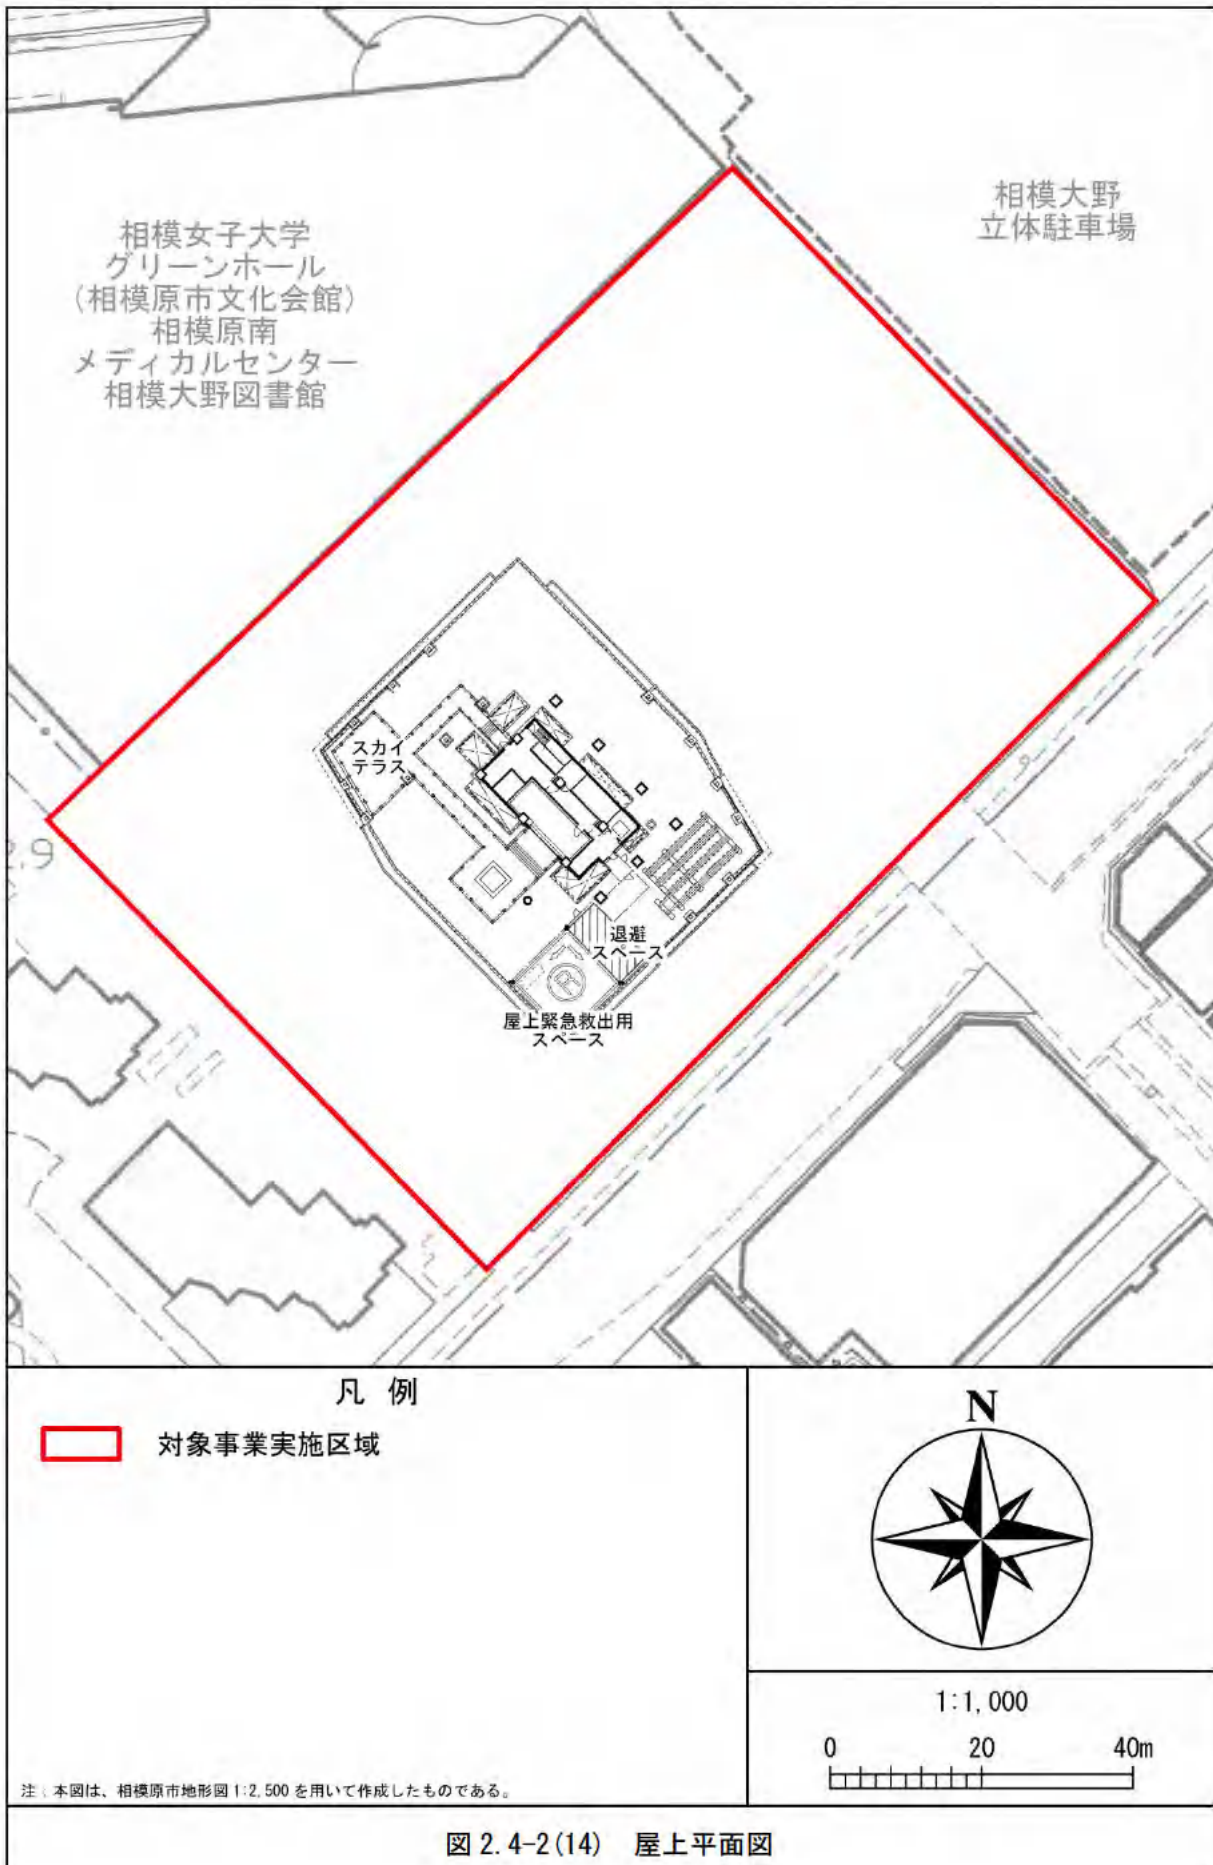 相模女子大学
グリーンホール
(相模原市文化会館)
相模原南
メディカルセンター
相模大野図書館
相模大野
立体駐車場
スカイ
テラス
退避
スペース
R
屋上緊急救出用
スペース
2.9
凡 例
対象事業実施区域
N
1:1,000
0 20 40m
注:本図は、相模原市地形図1:2,500を用いて作成したものである。
図 2.4-2(14) 屋上平面図